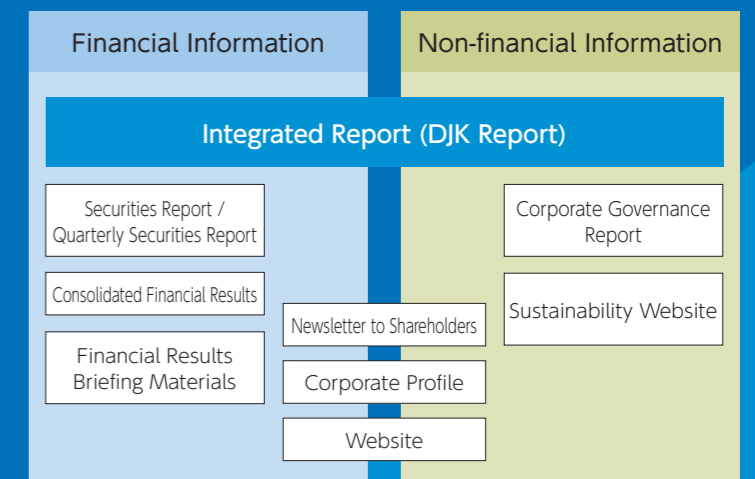 Financial Information
Non-financial Information
Integrated Report (DJK Report)
Securities Report /
Quarterly Securities Report
Consolidated Financial Results
Financial Results
Briefing Materials
Newsletter to Shareholders
Corporate Profile
Website
Corporate Governance
Report
Sustainability Website